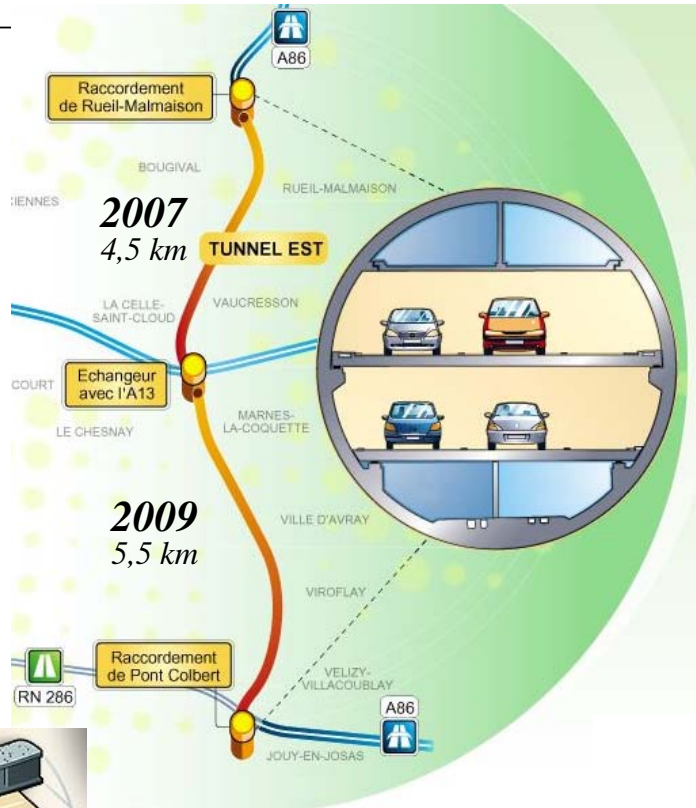 A86
Raccordement
de Rueil-Malmaison
BOUGIVAL
RUEIL-MALMAISON
IENNES
2007
4,5 km
TUNNEL EST
LA CELLE-
SAINT-CLOUD
VAUCRESSON
COURT
Echangeur
avec l'A13
MARNES-
LA-COQUETTE
LE CHESNAY
2009
5,5 km
VILLE D'AVRAY
VIROFLAY
Raccordement
de Pont Colbert
RN 286
VELIZY-
VILLACOUBLAY
A86
JOUY-EN-JOSAS